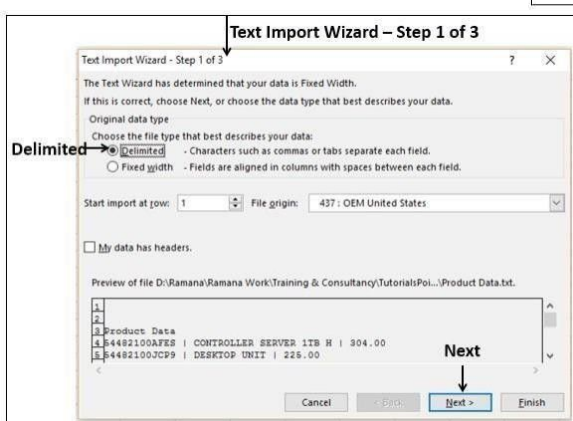 Text Import Wizard – Step 1 of 3
Text Import Wizard - Step 1 of 3 ? ×
The Text Wizard has determined that your data is Fixed Width.
If this is correct, choose Next, or choose the data type that best describes your data.
Original data type
Choose the file type that best describes your data:
Delimited Delimited - Characters such as commas or tabs separate each field.
Fixed width - Fields are aligned in columns with spaces between each field.
Start import at row: 1 File origin: 437 : OEM United States
My data has headers.
Preview of file D:\Ramana\Ramana Work\Training & Consultancy\TutorialsPoi...\Product Data.txt.
1
2
3 Product Data
4 54482100AFES | CONTROLLER SERVER 1TB H | 304.00
5 54482100JCP9 | DESKTOP UNIT | 225.00
Next
Cancel < Back Next > Finish